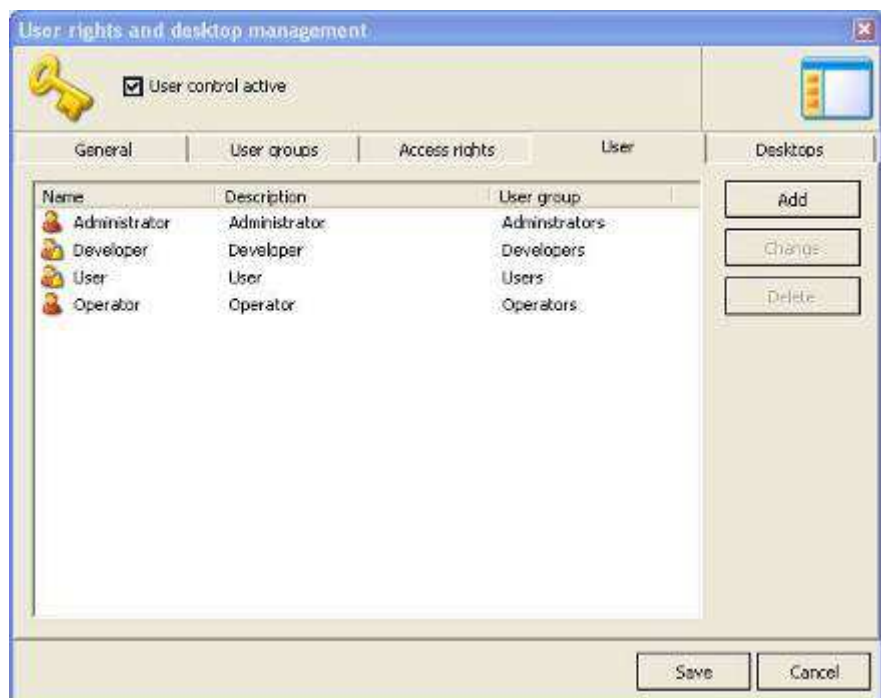 User rights and desktop management
User control active
General User groups Access rights User Desktops
Name Description User group
Administrator Administrator Adminstrators
Developer Developer Developers
User User Users
Operator Operator Operators
Add
Change
Delete
Save Cancel